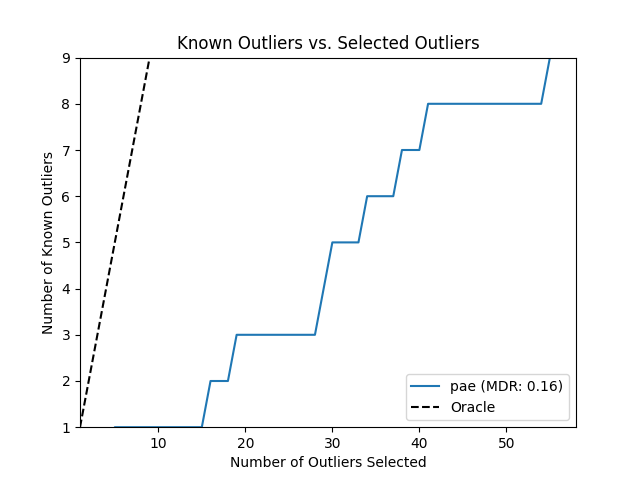 Known Outliers vs. Selected Outliers
9
8
7
6
5
4
3
2
1
Number of Known Outliers
10 20 30 40 50
Number of Outliers Selected
pae (MDR: 0.16)
Oracle